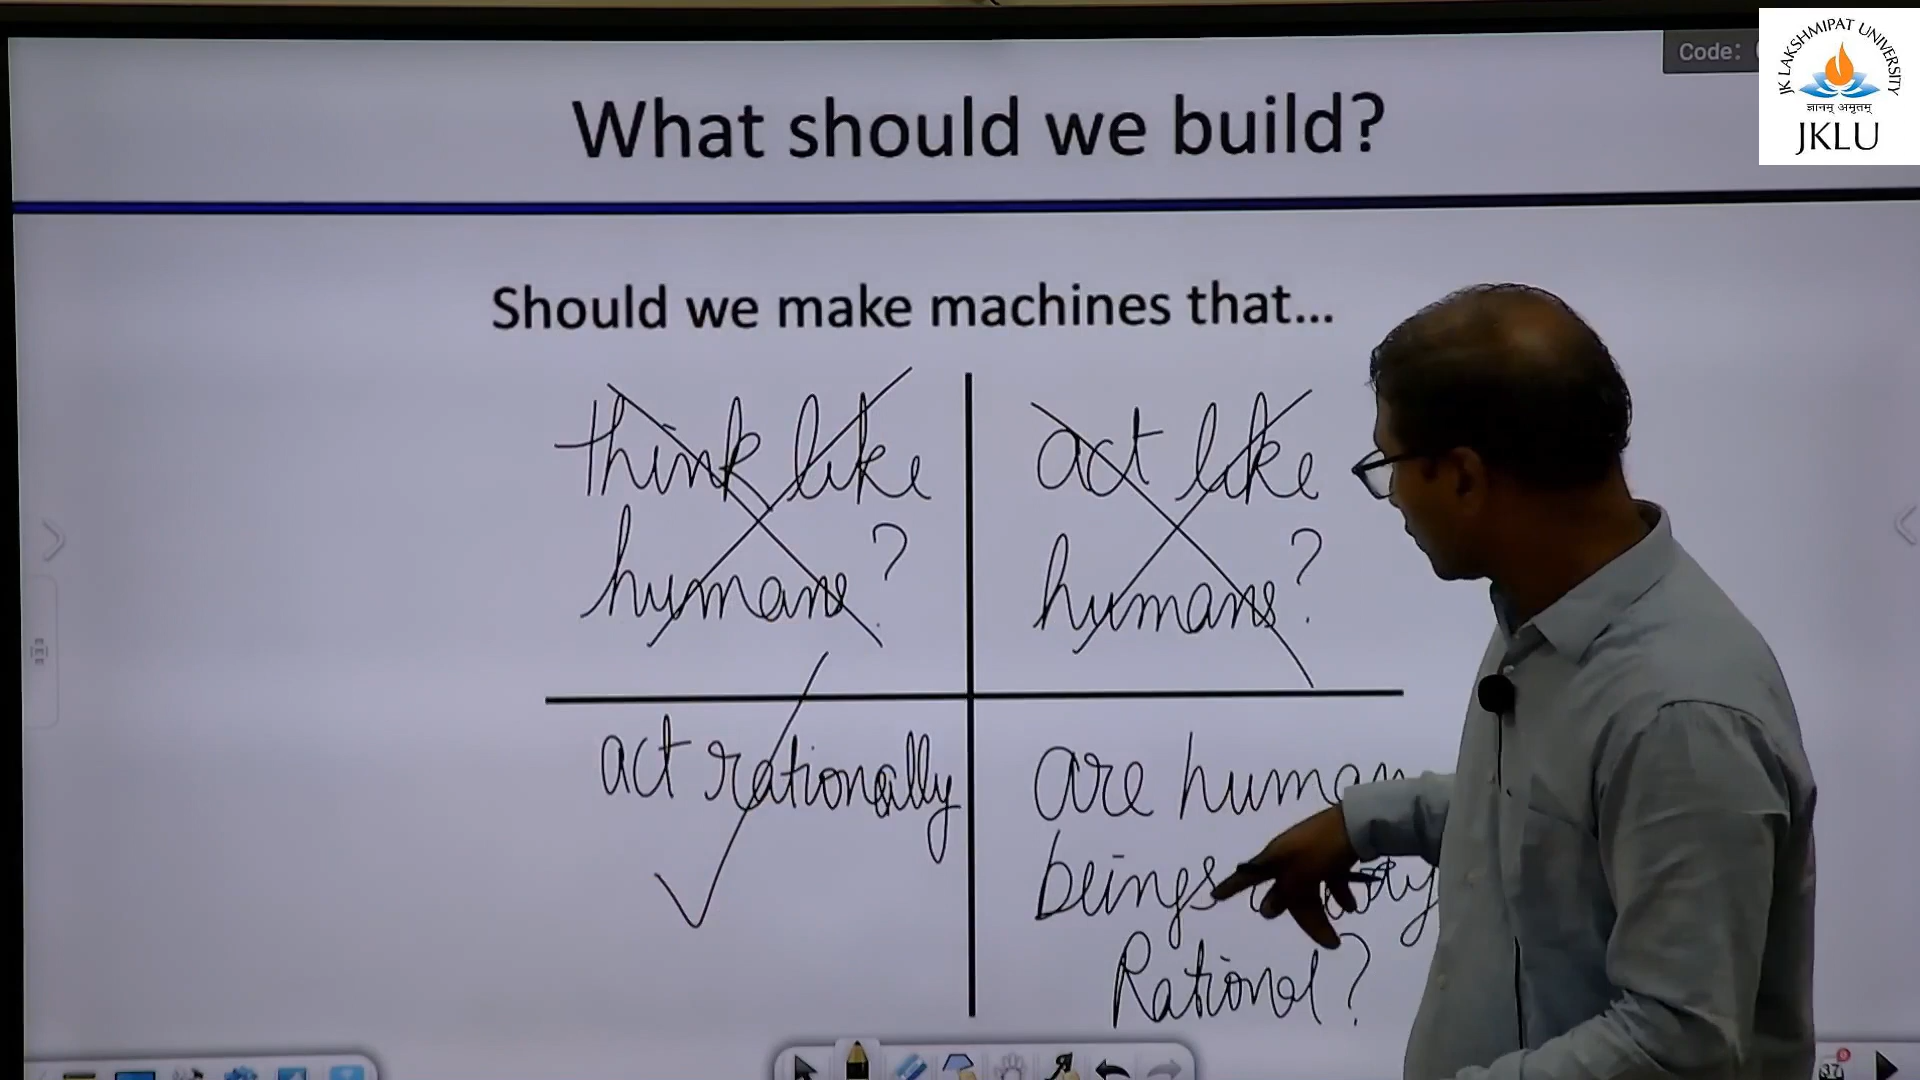 Code:
JK LAKSHMIPAT UNIVERSITY
ज्ञानम् अमृतम्
JKLU
What should we build?
Should we make machines that...
think like
humans?
act like
humans?
act rationally
are human
beings
Rational?
37